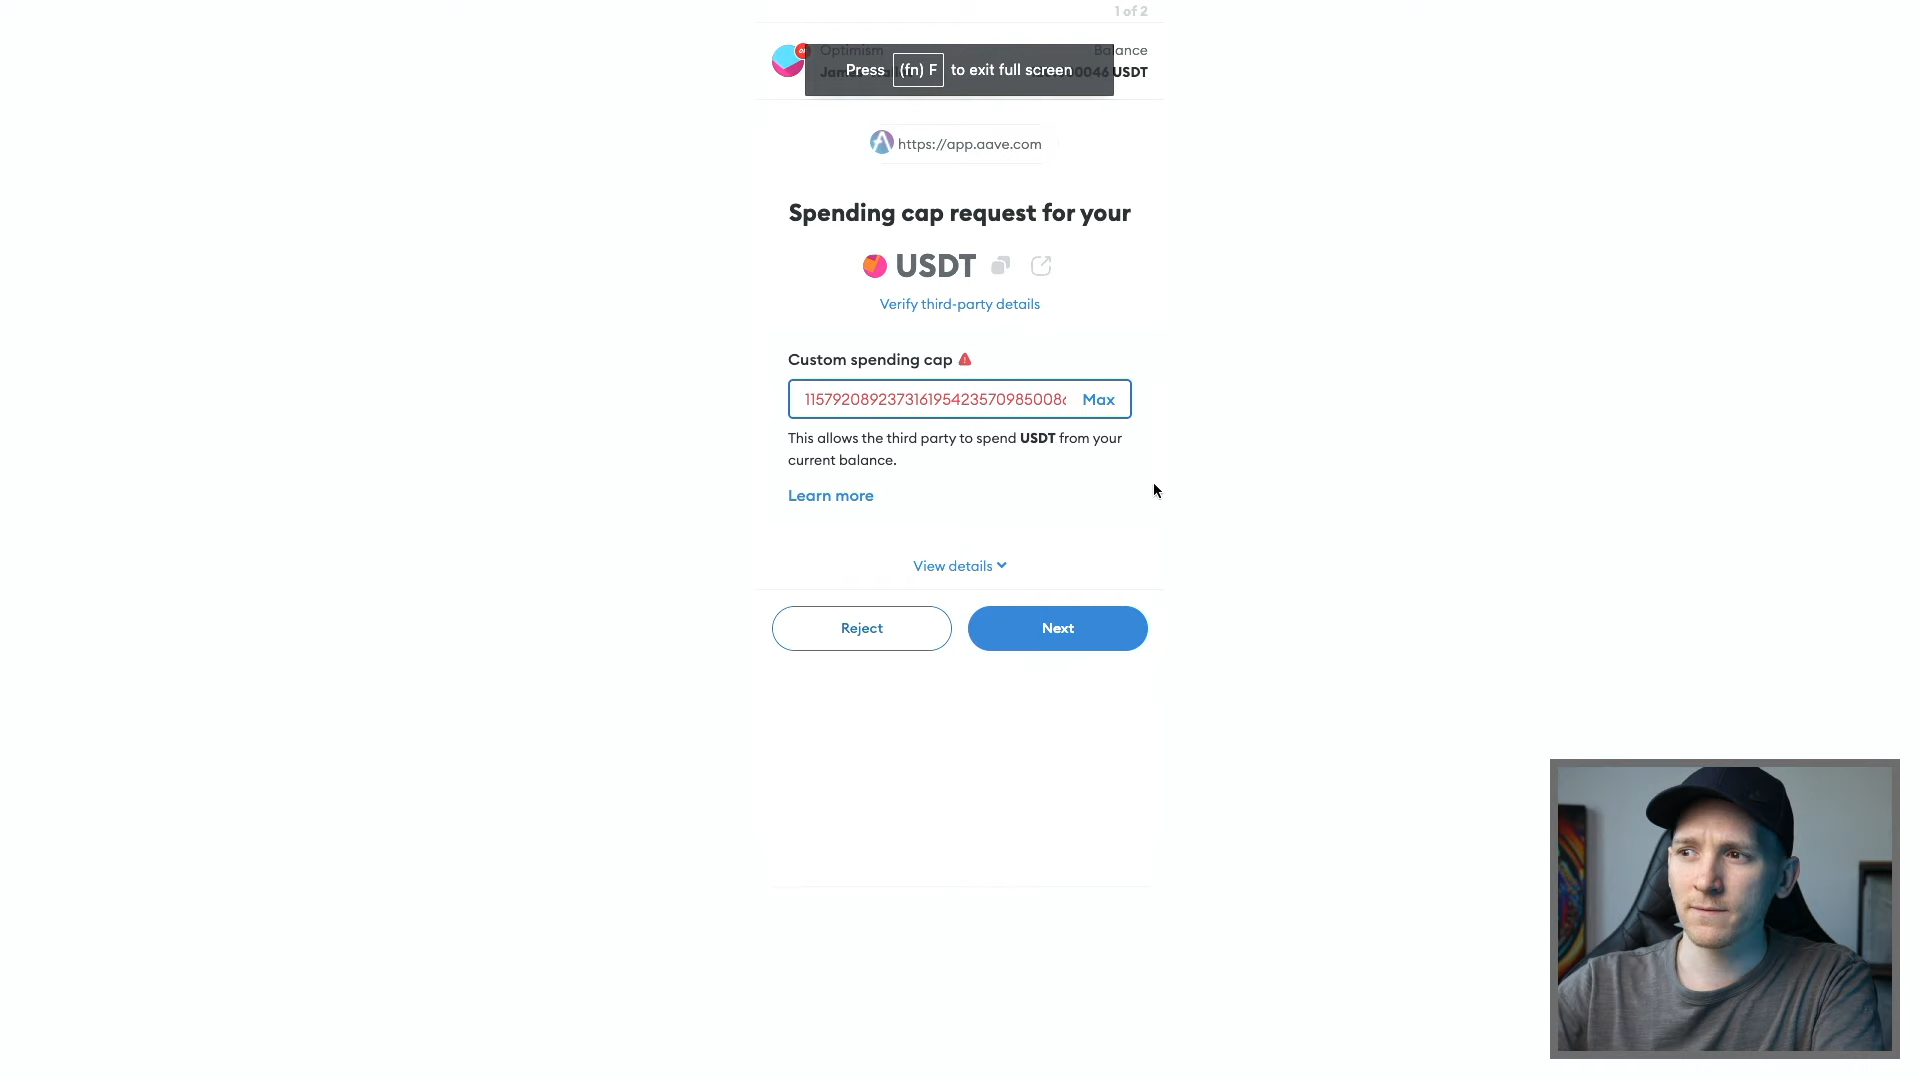 1 of 2
Optimism
Balance
Press (fn) F to exit full screen
USDT
https://app.aave.com
Spending cap request for your
USDT
Verify third-party details
Custom spending cap
115792089237316195423570985008 Max
This allows the third party to spend USDT from your
current balance.
Learn more
View details
Reject Next